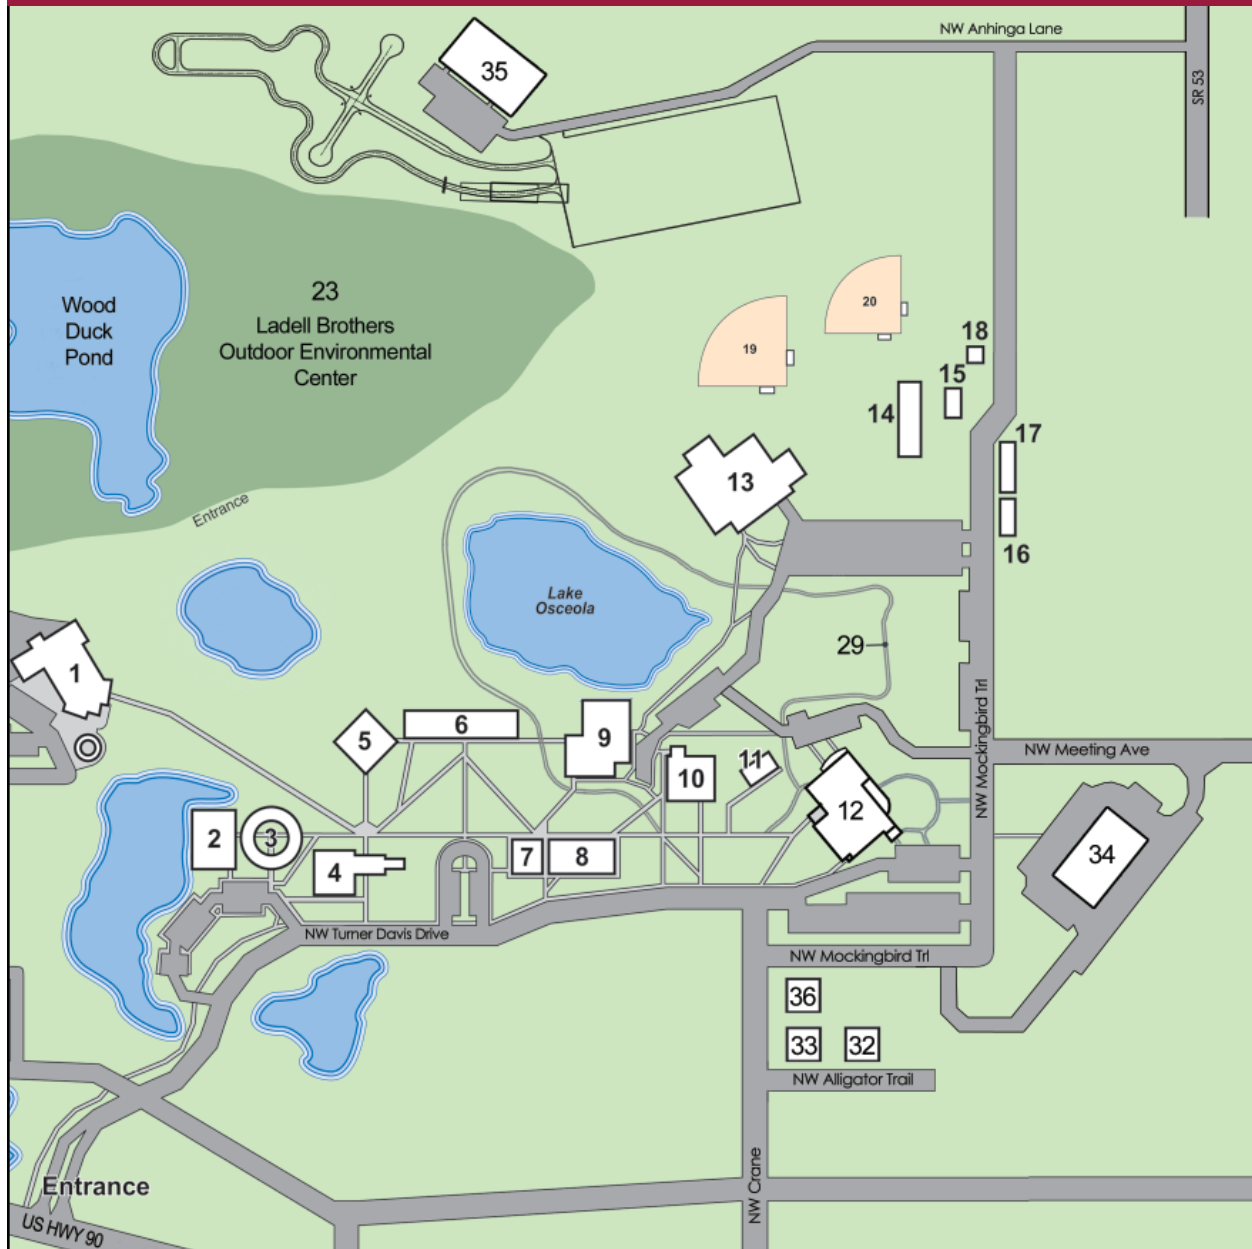 NW Anhinga Lane
35
SR 53
23
Ladell Brothers
Outdoor Environmental
Center
Wood
Duck
Pond
20
19
18
15
14
17
13
16
Entrance
Lake
Osceola
29
1
NW Mockingbird Trl
6
5
9
NW Meeting Ave
11
10
12
2
3
4
7
8
34
NW Turner Davis Drive
NW Mockingbird Trl
36
33
32
NW Alligator Trail
NW Crane
Entrance
US HWY 90